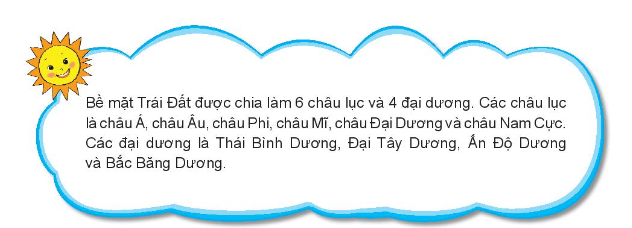 Bề mặt Trái Đất được chia làm 6 châu lục và 4 đại dương. Các châu lục
là châu Á, châu Âu, châu Phi, châu Mĩ, châu Đại Dương và châu Nam Cực.
Các đại dương là Thái Bình Dương, Đại Tây Dương, Ấn Độ Dương
và Bắc Băng Dương.